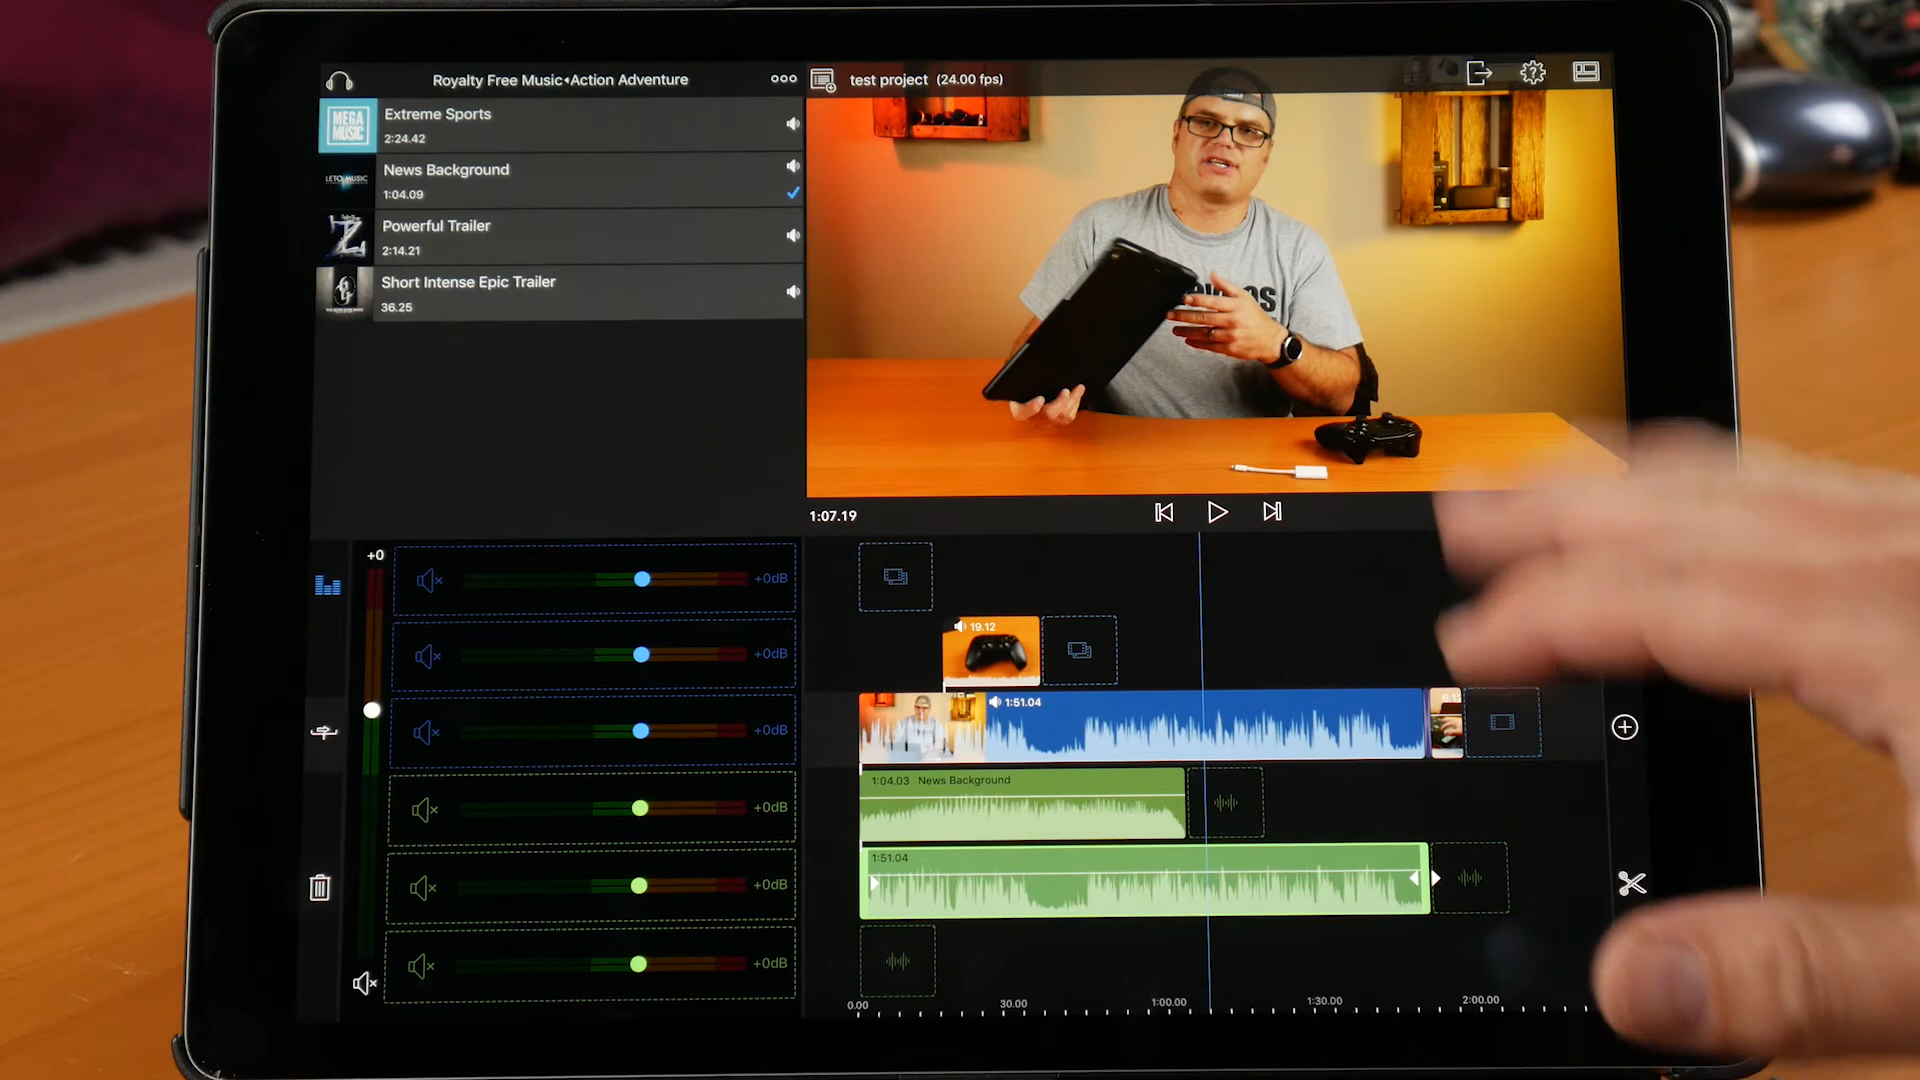 Royalty Free Music◂Action Adventure
ooo
test project (24.00 fps)
MEGA
MUSIC
Extreme Sports
2:24.42
LETO MUSIC
News Background
1:04.09
Powerful Trailer
2:14.21
Short Intense Epic Trailer
36.25
1:07.19
+0
+0dB
+0dB
+0dB
+0dB
+0dB
+0dB
19.12
1:51.04
1:04.03 News Background
1:51.04
0.00
30.00
1:00.00
1:30.00
2:00.00